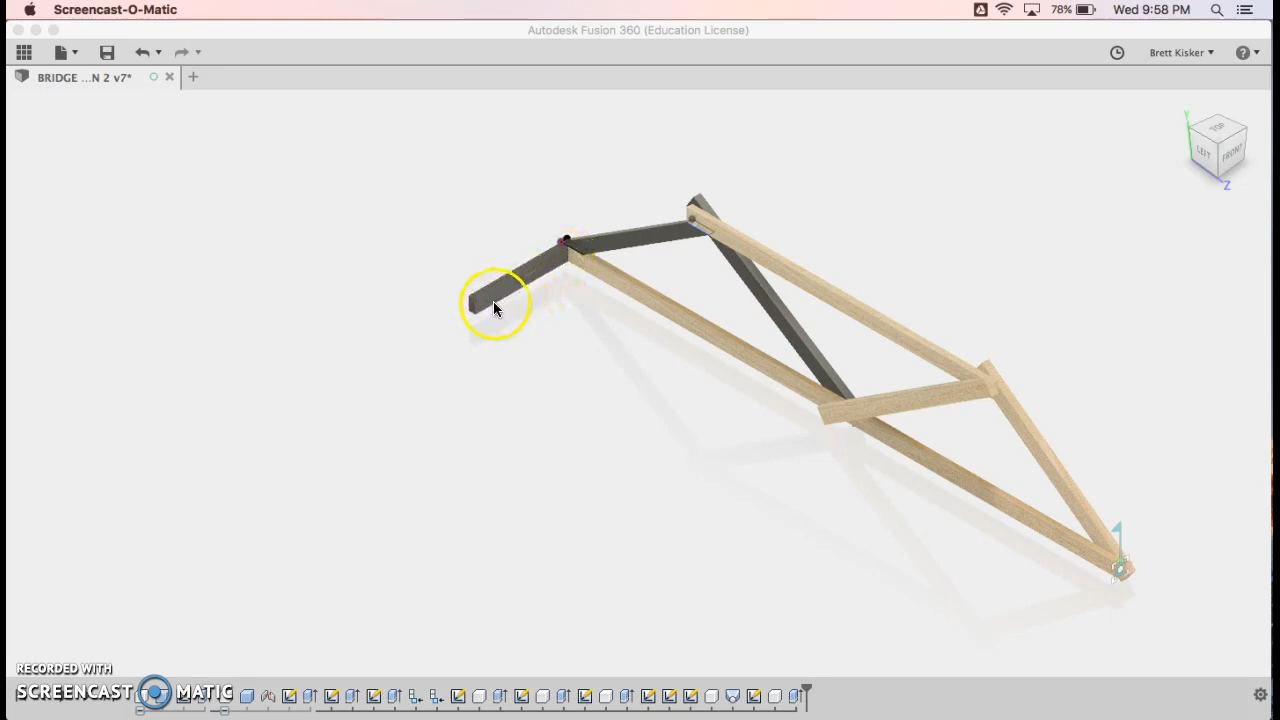 Screencast-O-Matic 78% Wed 9:58 PM
Autodesk Fusion 360 (Education License)
Brett Kisker
BRIDGE ...N 2 v7*
Y
TOP
LEFT FRONT
Z
RECORDED WITH
SCREENCAST MATIC